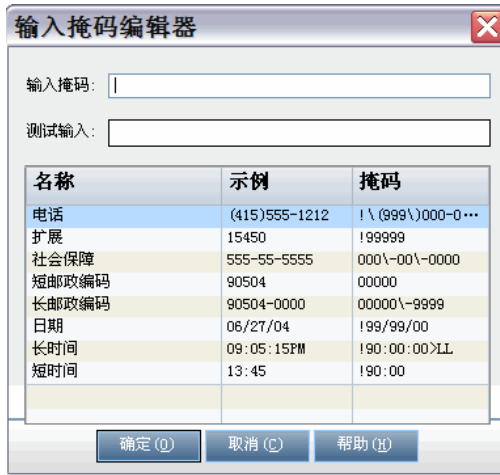 输入掩码编辑器
输入掩码:
测试输入:
名称 示例 掩码
电话 (415)555-1212 !\(999\)000-0…
扩展 15450 !99999
社会保障 555-55-5555 000\-00\-0000
短邮政编码 90504 00000
长邮政编码 90504-0000 00000\-9999
日期 06/27/04 !99/99/00
长时间 09:05:15PM !90:00:00>LL
短时间 13:45 !90:00
确定(O) 取消(C) 帮助(H)